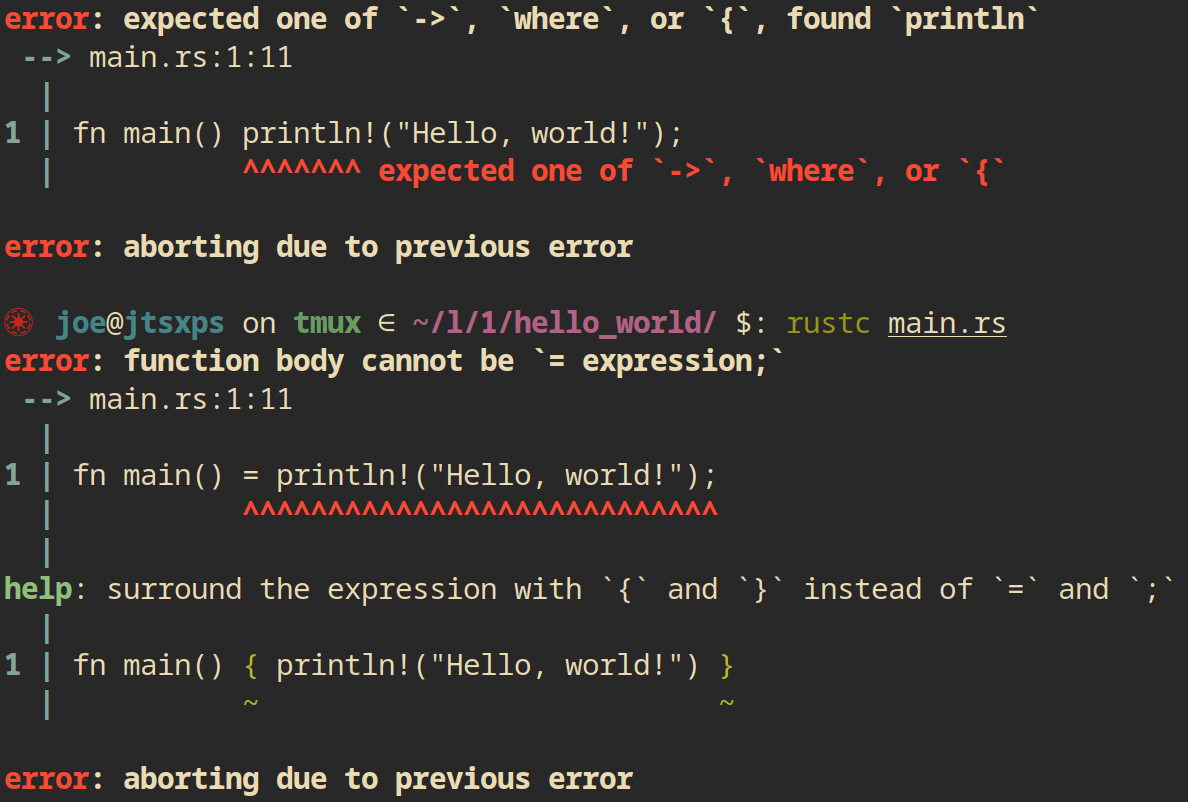 error: expected one of `->`, `where`, or `{`, found `println`
 --> main.rs:1:11
  |
1 | fn main() println!("Hello, world!");
  |           ^^^^^^^ expected one of `->`, `where`, or `{`

error: aborting due to previous error

joe@jtsxps on tmux ∈ ~/l/1/hello_world/ $: rustc main.rs
error: function body cannot be `= expression;`
 --> main.rs:1:11
  |
1 | fn main() = println!("Hello, world!");
  |           ^^^^^^^^^^^^^^^^^^^^^^^^^^^^
  |
help: surround the expression with `{` and `}` instead of `=` and `;`
  |
1 | fn main() { println!("Hello, world!") }
  |           ~                           ~

error: aborting due to previous error